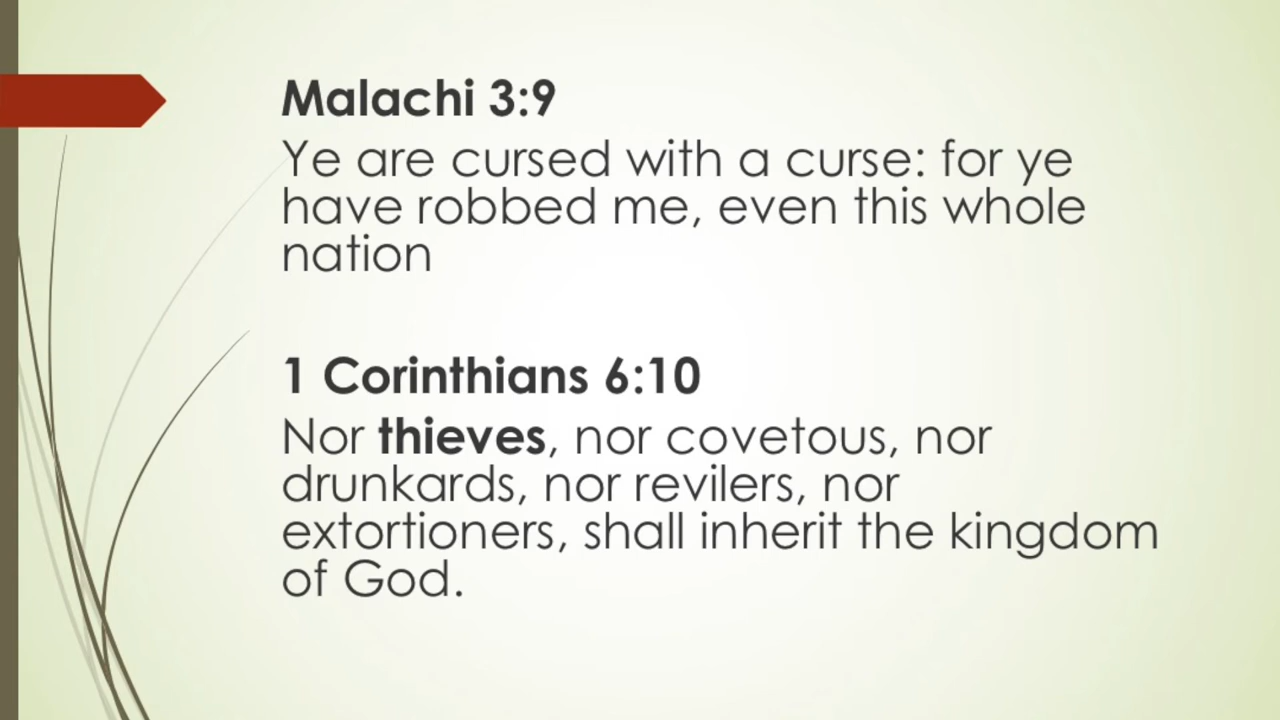 Malachi 3:9
Ye are cursed with a curse: for ye
have robbed me, even this whole
nation
1 Corinthians 6:10
Nor thieves, nor covetous, nor
drunkards, nor revilers, nor
extortioners, shall inherit the kingdom
of God.